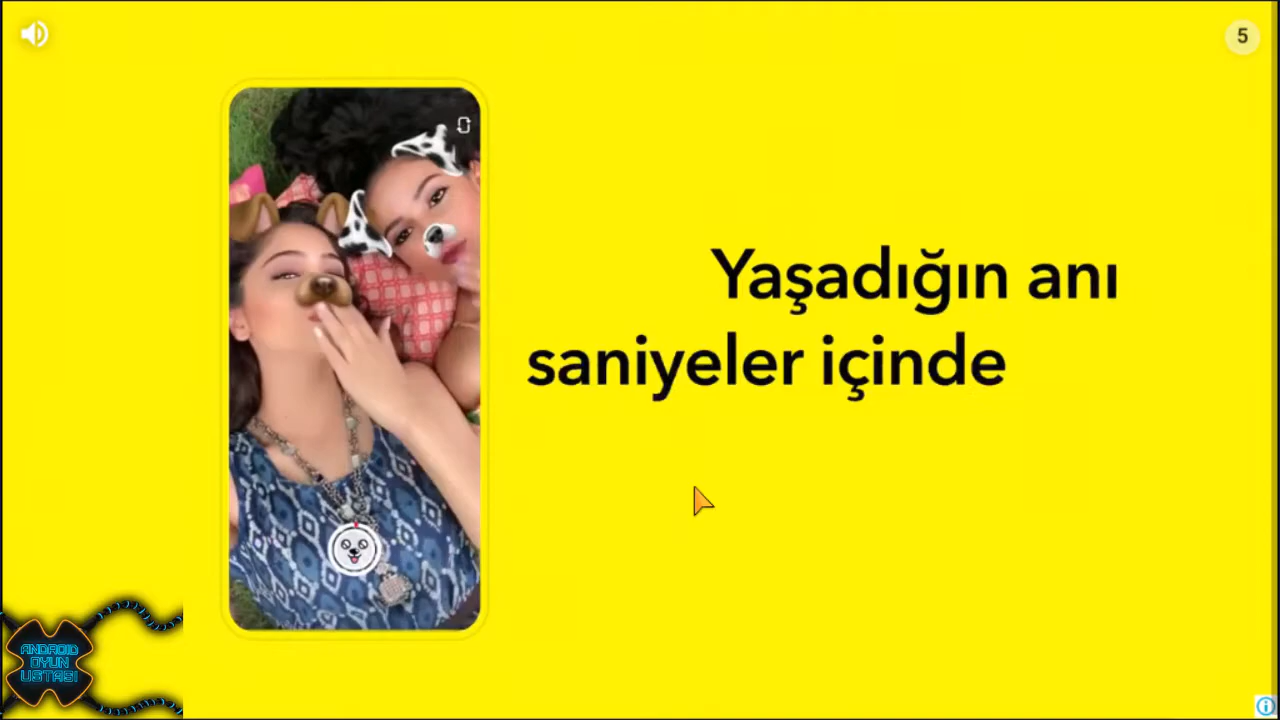 5
Yaşadığın anı
saniyeler içinde
ANDROID
OYUN
USTASI